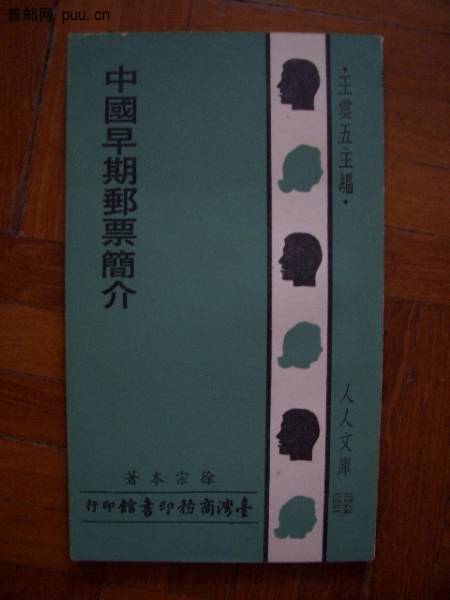 普邮网 puu.cn
·王雲五主編·
人人文庫
中國早期郵票簡介
徐宗本著
臺灣商務印書館印行